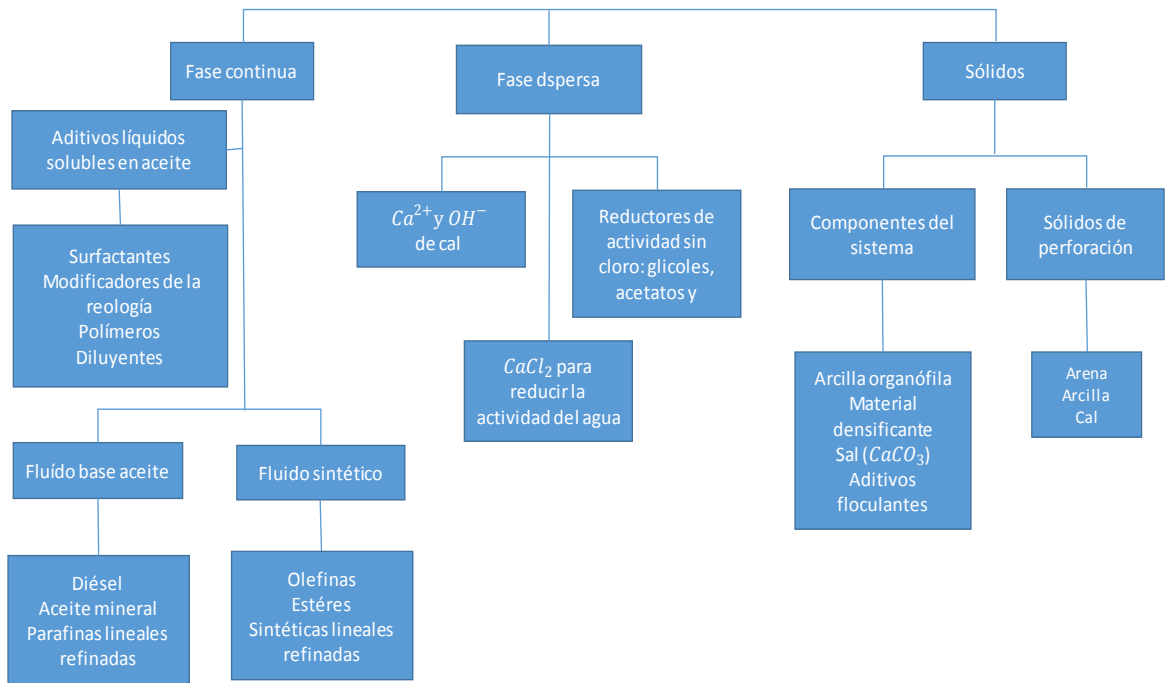 Fase continua
Fase dspersa
Sólidos
Aditivos líquidos
solubles en aceite
Surfactantes
Modificadores de la
reología
Polímeros
Diluyentes
Fluído base aceite
Fluido sintético
Diésel
Aceite mineral
Parafinas lineales
refinadas
Olefinas
Estéres
Sintéticas lineales
refinadas
Ca²⁺ y OH⁻
de cal
Reductores de
actividad sin
cloro: glicoles,
acetatos y
CaCl₂ para
reducir la
actividad del agua
Componentes del
sistema
Sólidos de
perforación
Arcilla organófila
Material
densificante
Sal (CaCO₃)
Aditivos
floculantes
Arena
Arcilla
Cal